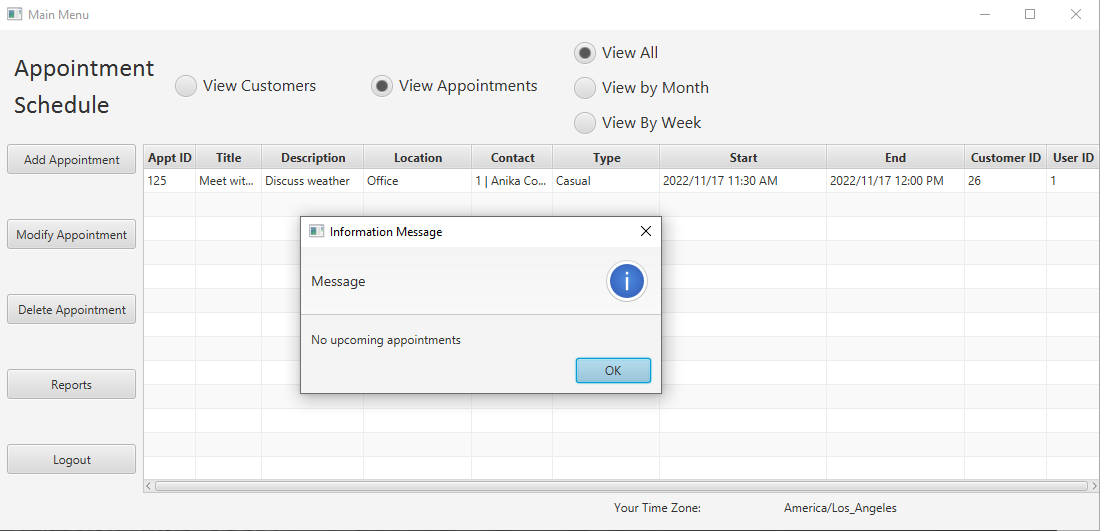 Main Menu
Appointment
Schedule
View Customers
View Appointments
View All
View by Month
View By Week
Add Appointment
Modify Appointment
Delete Appointment
Reports
Logout
Appt ID Title Description Location Contact Type Start End Customer ID User ID
125 Meet wit... Discuss weather Office 1 | Anika Co... Casual 2022/11/17 11:30 AM 2022/11/17 12:00 PM 26 1
Information Message
Message
i
No upcoming appointments
OK
Your Time Zone: America/Los_Angeles